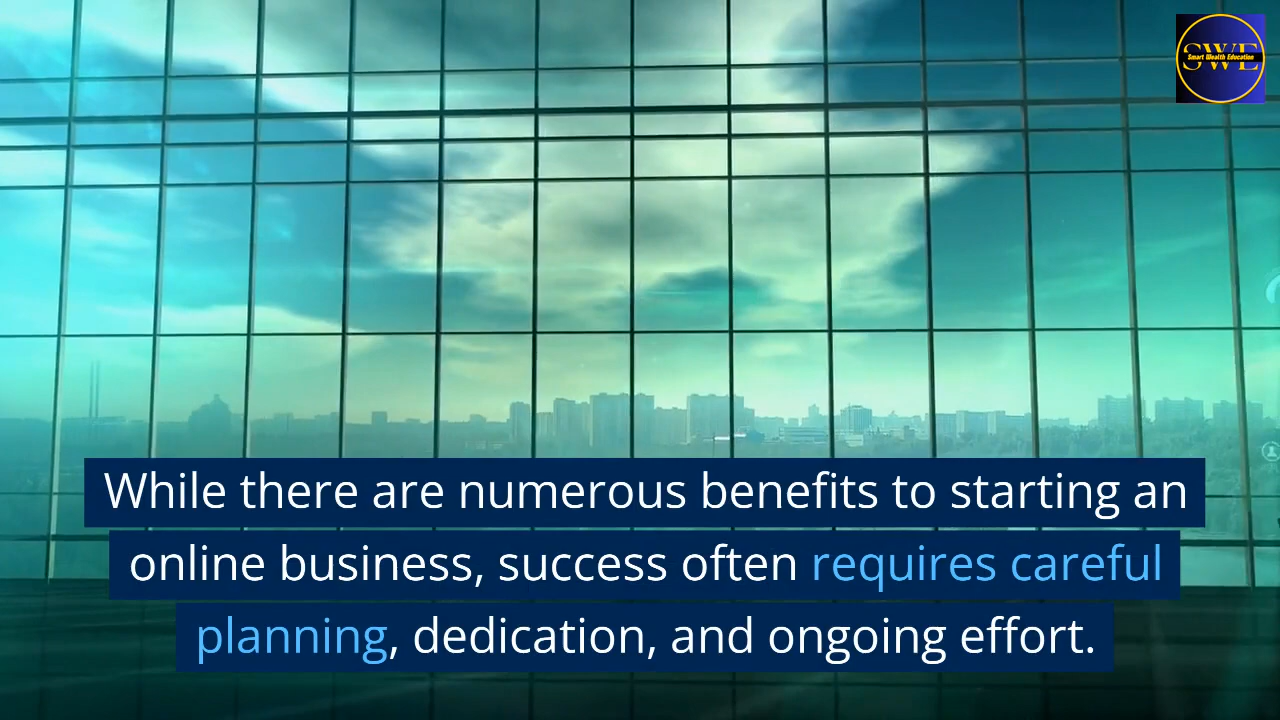 SWE
Smart Wealth Education
While there are numerous benefits to starting an
online business, success often requires careful
planning, dedication, and ongoing effort.